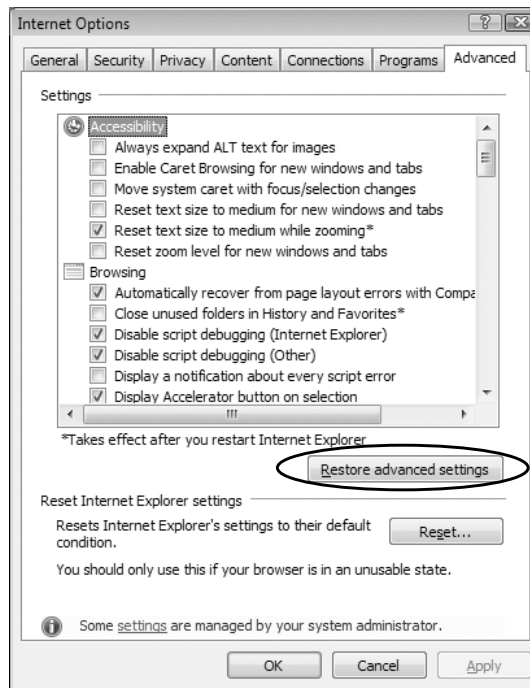 Internet Options
General Security Privacy Content Connections Programs Advanced
Settings
Accessibility
Always expand ALT text for images
Enable Caret Browsing for new windows and tabs
Move system caret with focus/selection changes
Reset text size to medium for new windows and tabs
Reset text size to medium while zooming*
Reset zoom level for new windows and tabs
Browsing
Automatically recover from page layout errors with Compa
Close unused folders in History and Favorites*
Disable script debugging (Internet Explorer)
Disable script debugging (Other)
Display a notification about every script error
Display Accelerator button on selection
*Takes effect after you restart Internet Explorer
Restore advanced settings
Reset Internet Explorer settings
Resets Internet Explorer's settings to their default
condition.
Reset...
You should only use this if your browser is in an unusable state.
Some settings are managed by your system administrator.
OK Cancel Apply